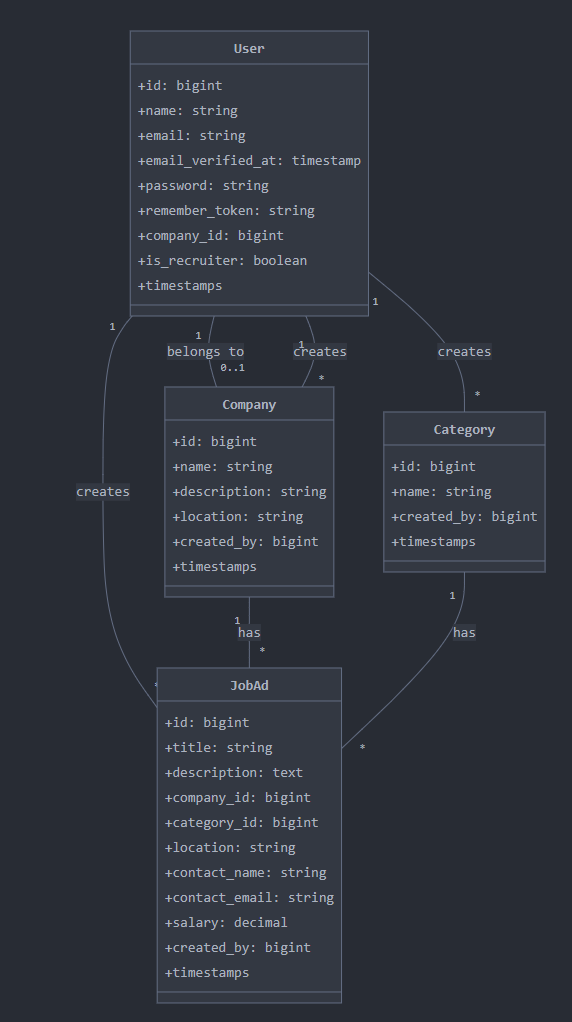 User
+id: bigint
+name: string
+email: string
+email_verified_at: timestamp
+password: string
+remember_token: string
+company_id: bigint
+is_recruiter: boolean
+timestamps
1
1
1
1
belongs to
creates
creates
0..1
*
*
Company
+id: bigint
+name: string
+description: string
+location: string
+created_by: bigint
+timestamps
Category
+id: bigint
+name: string
+created_by: bigint
+timestamps
creates
1
1
has
has
*
*
*
JobAd
+id: bigint
+title: string
+description: text
+company_id: bigint
+category_id: bigint
+location: string
+contact_name: string
+contact_email: string
+salary: decimal
+created_by: bigint
+timestamps